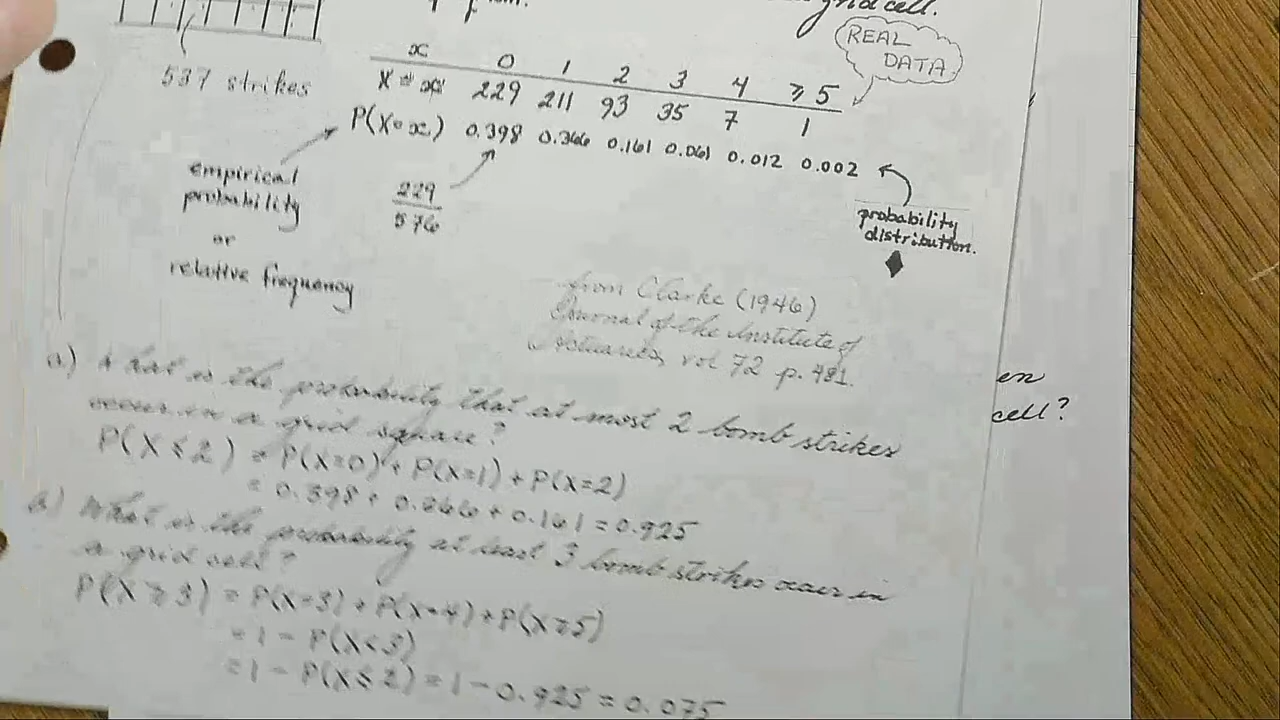 grid cell.
REAL
DATA
537 strikes
x 0 1 2 3 4 ≥5
X = x 229 211 93 35 7 1
P(X=x) 0.398 0.366 0.161 0.061 0.012 0.002
empirical
probability
or
relative frequency
229
576
probability
distribution.
from Clarke (1946)
Journal of the Institute of
Actuaries, vol 72 p. 481.
en
cell?
a) What is the probability that at most 2 bomb strikes
occur in a grid square?
P(X ≤ 2) = P(X=0) + P(X=1) + P(X=2)
= 0.398 + 0.366 + 0.161 = 0.925
What is the probability at least 3 bomb strikes occur in
a grid cell?
P(X ≥ 3) = P(X=3) + P(X=4) + P(X≥5)
= 1 - P(X<3)
= 1 - P(X≤2) = 1 - 0.925 = 0.075